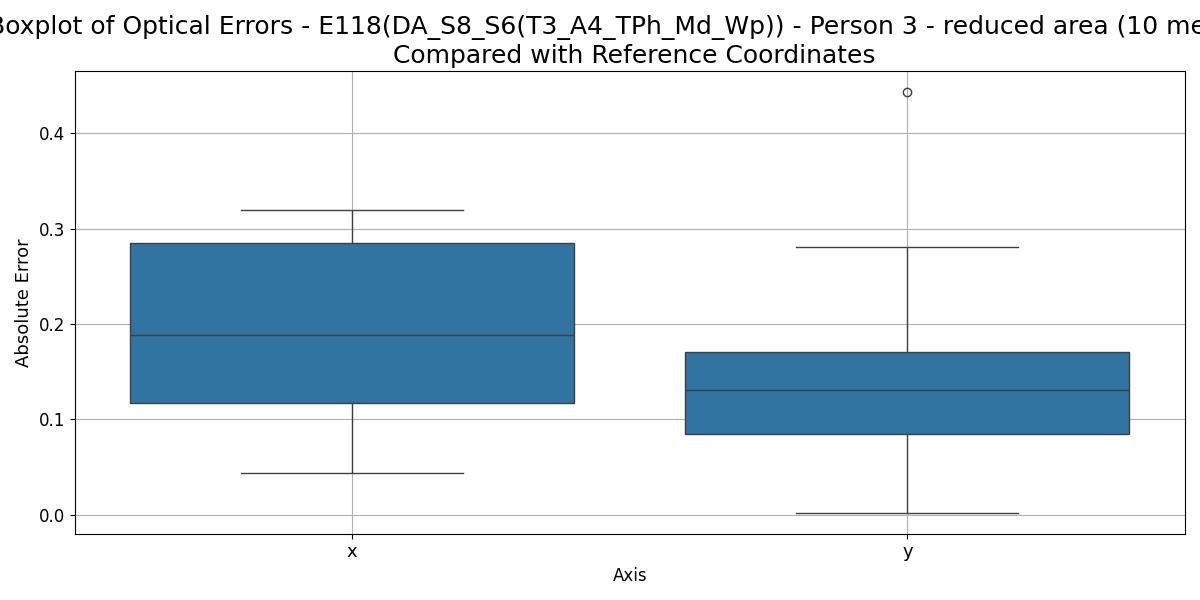 oxplot of Optical Errors - E118(DA_S8_S6(T3_A4_TPh_Md_Wp)) - Person 3 - reduced area (10 me
Compared with Reference Coordinates
0.4
0.3
0.2
0.1
0.0
Absolute Error
x
y
Axis